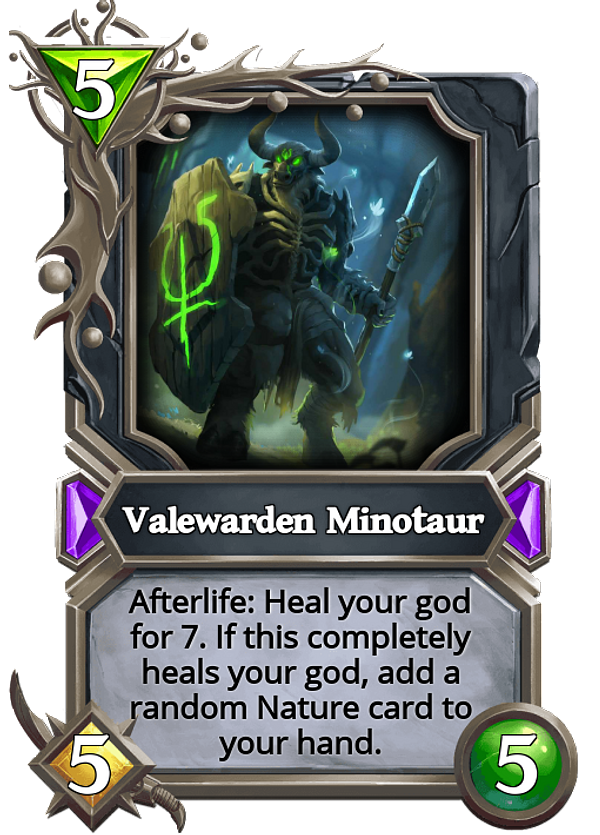 5
Valewarden Minotaur
Afterlife: Heal your god
for 7. If this completely
heals your god, add a
random Nature card to
your hand.
5
5